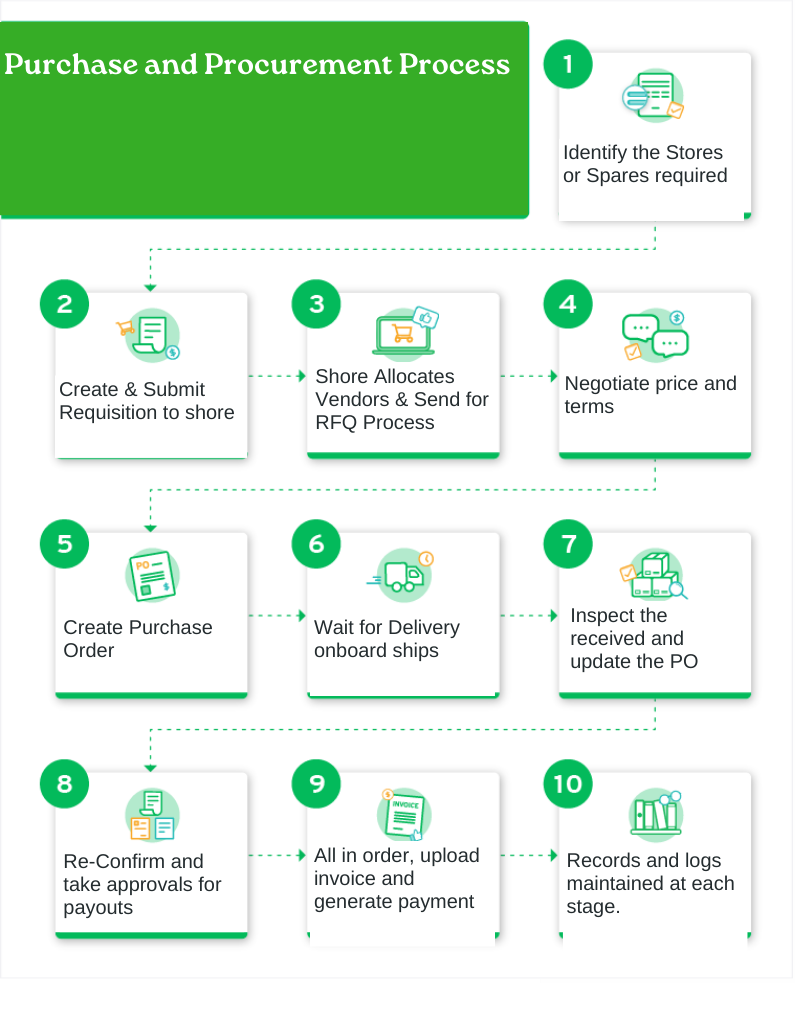 Purchase and Procurement Process
1
Identify the Stores
or Spares required
2
Create & Submit
Requisition to shore
3
Shore Allocates
Vendors & Send for
RFQ Process
4
Negotiate price and
terms
5
PO
Create Purchase
Order
6
Wait for Delivery
onboard ships
7
Inspect the
received and
update the PO
8
Re-Confirm and
take approvals for
payouts
9
INVOICE
All in order, upload
invoice and
generate payment
10
Records and logs
maintained at each
stage.